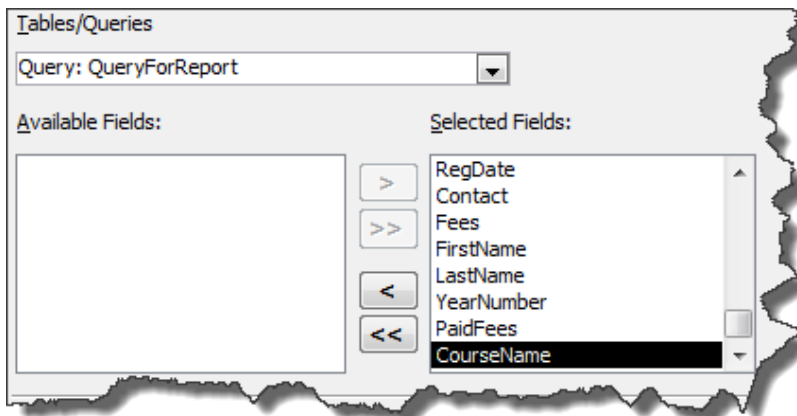 Tables/Queries
Query: QueryForReport
Available Fields:
Selected Fields:
>
>>
<
<<
RegDate
Contact
Fees
FirstName
LastName
YearNumber
PaidFees
CourseName